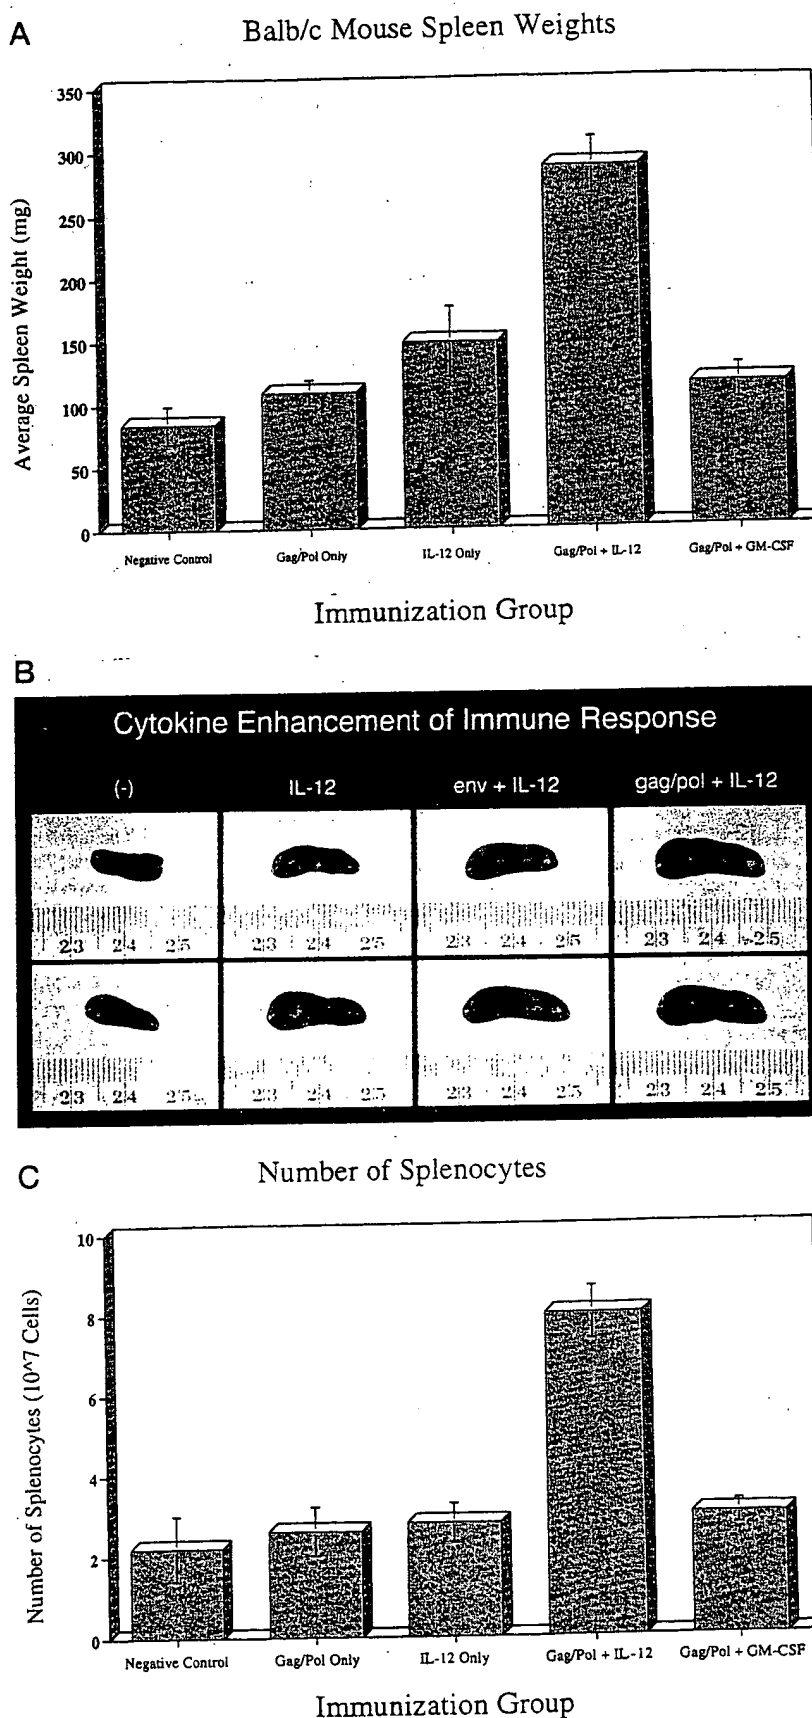 A
Balb/c Mouse Spleen Weights
Average Spleen Weight (mg)
350
300
250
200
150
100
50
0
Negative Control Gag/Pol Only IL-12 Only Gag/Pol + IL-12 Gag/Pol + GM-CSF
Immunization Group
B
Cytokine Enhancement of Immune Response
(-) IL-12 env + IL-12 gag/pol + IL-12
23 24 25 23 24 25 23 24 25 23 24 25
23 24 25 23 24 25 23 24 25 23 24 25
C
Number of Splenocytes
Number of Splenocytes (10^7 Cells)
10
8
6
4
2
0
Negative Control Gag/Pol Only IL-12 Only Gag/Pol + IL-12 Gag/Pol + GM-CSF
Immunization Group